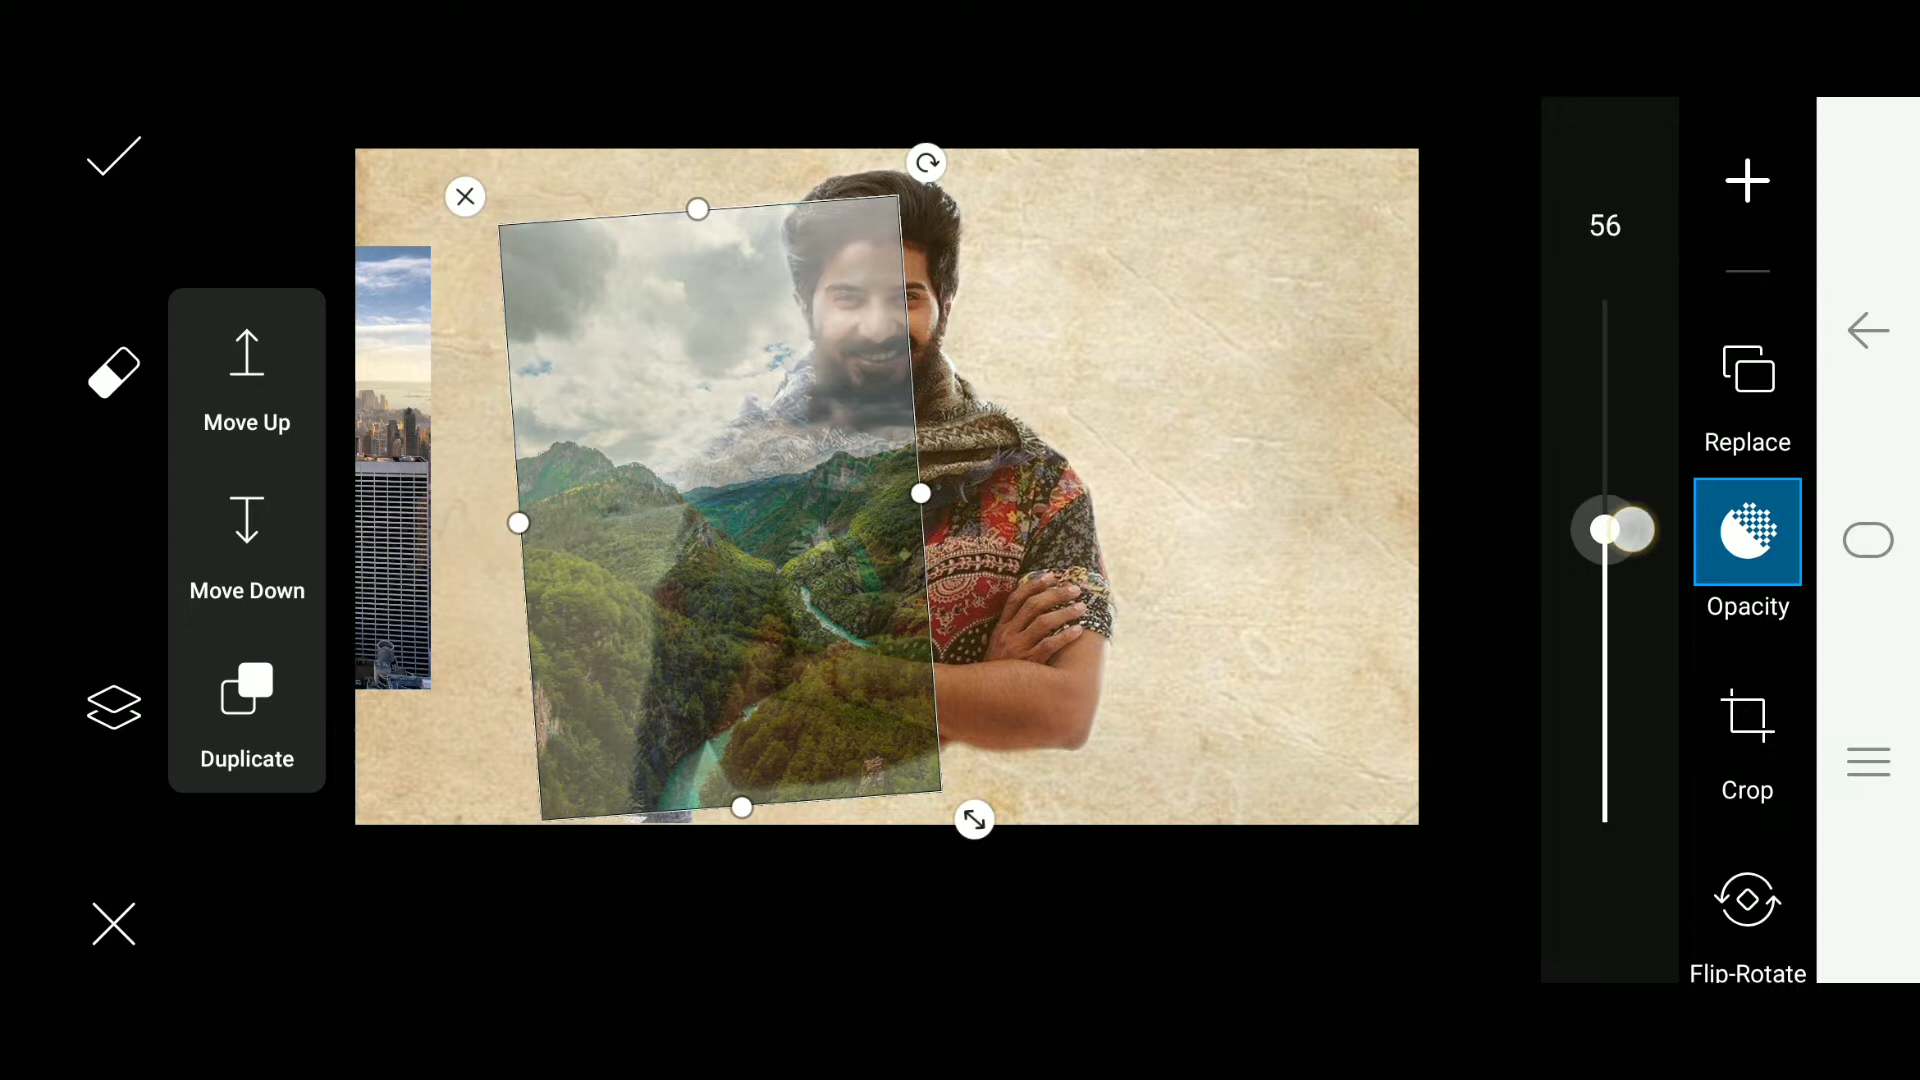 Move Up
Move Down
Duplicate
56
Replace
Opacity
Crop
Flip-Rotate